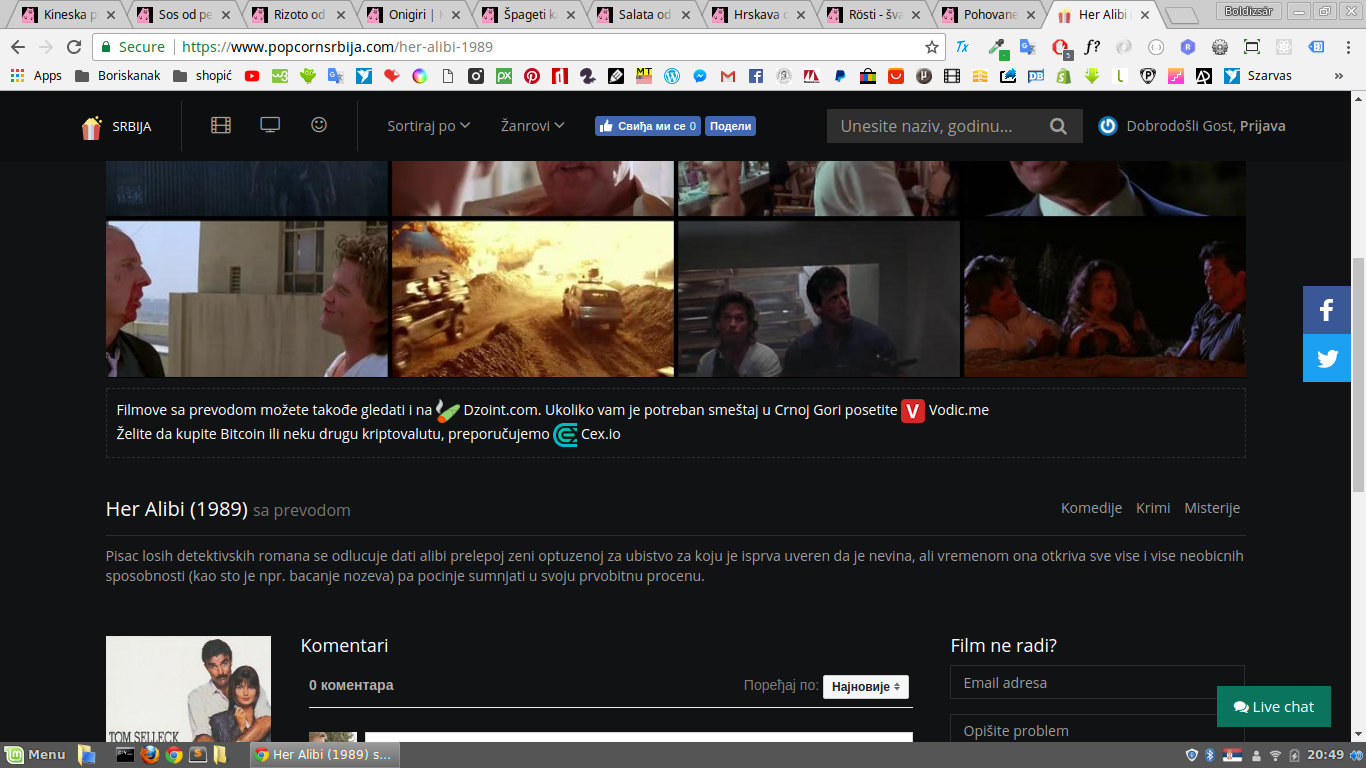 Kineska p
Sos od pe
Rizoto od
Onigiri | H
Špageti ka
Salata od
Hrskava o
Rösti - šva
Pohovane
Her Alibi (
Boldizsár
Secure
https://www.popcornsrbija.com/her-alibi-1989
Apps
Boriskanak
shopić
Szarvas
SRBIJA
Sortiraj po
Žanrovi
Свиђа ми се 0
Подели
Unesite naziv, godinu...
Dobrodošli Gost, Prijava
Filmove sa prevodom možete takođe gledati i na Dzoint.com. Ukoliko vam je potreban smeštaj u Crnoj Gori posetite V Vodic.me
Želite da kupite Bitcoin ili neku drugu kriptovalutu, preporučujemo Cex.io
Her Alibi (1989) sa prevodom
Komedije Krimi Misterije
Pisac losih detektivskih romana se odlucuje dati alibi prelepoj zeni optuzenoj za ubistvo za koju je isprva uveren da je nevina, ali vremenom ona otkriva sve vise i vise neobicnih
sposobnosti (kao sto je npr. bacanje nozeva) pa pocinje sumnjati u svoju prvobitnu procenu.
TOM SELLECK
Komentari
0 коментара
Поређај по: Најновије
Film ne radi?
Email adresa
Opišite problem
Live chat
Menu
Her Alibi (1989) s...
20:49